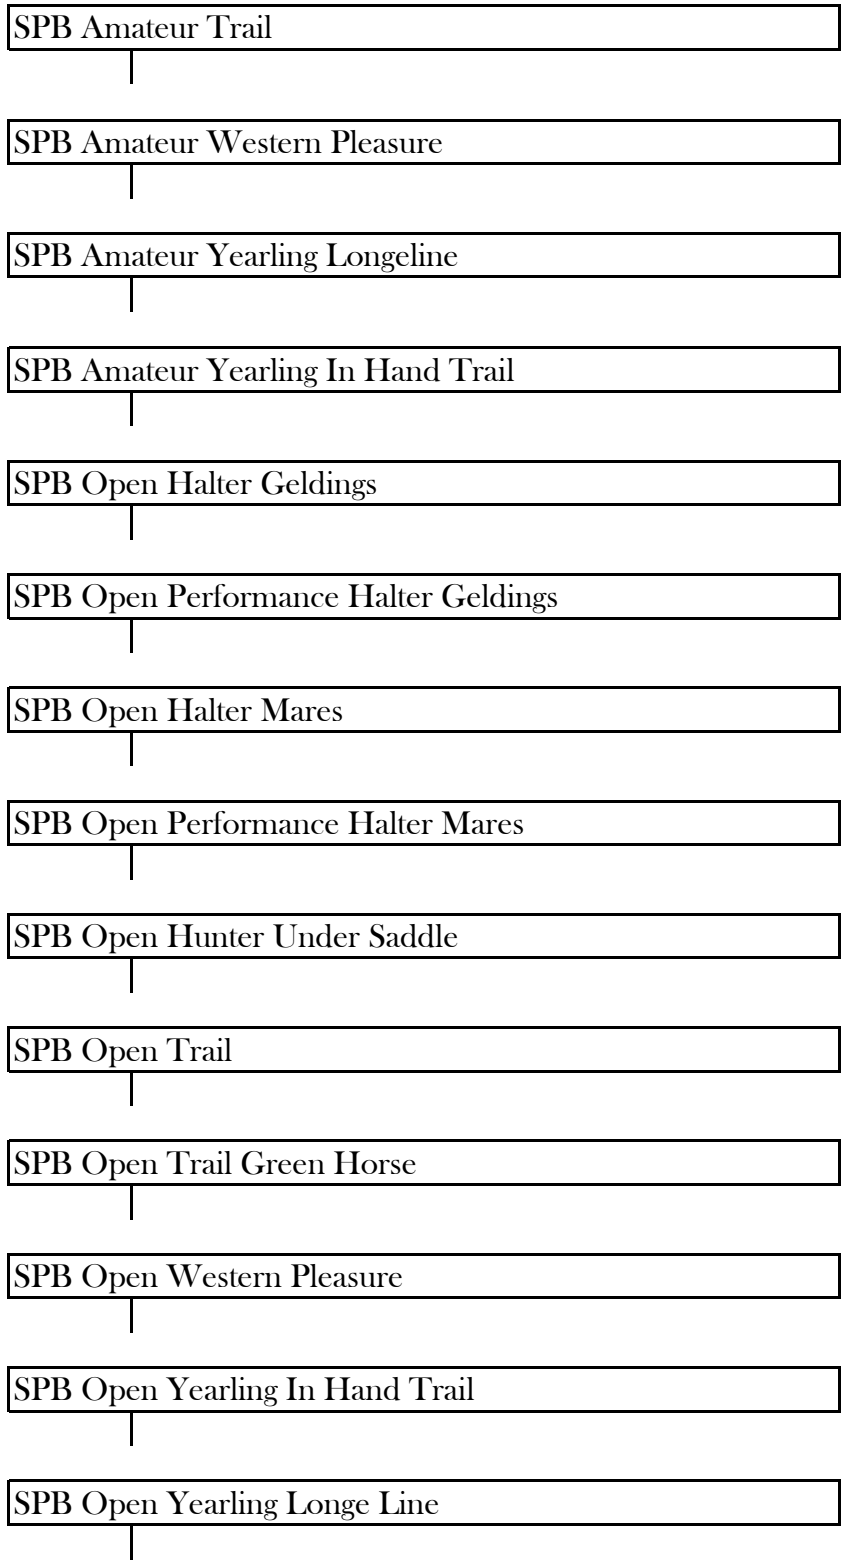 SPB Amateur Trail
SPB Amateur Western Pleasure
SPB Amateur Yearling Longeline
SPB Amateur Yearling In Hand Trail
SPB Open Halter Geldings
SPB Open Performance Halter Geldings
SPB Open Halter Mares
SPB Open Performance Halter Mares
SPB Open Hunter Under Saddle
SPB Open Trail
SPB Open Trail Green Horse
SPB Open Western Pleasure
SPB Open Yearling In Hand Trail
SPB Open Yearling Longe Line